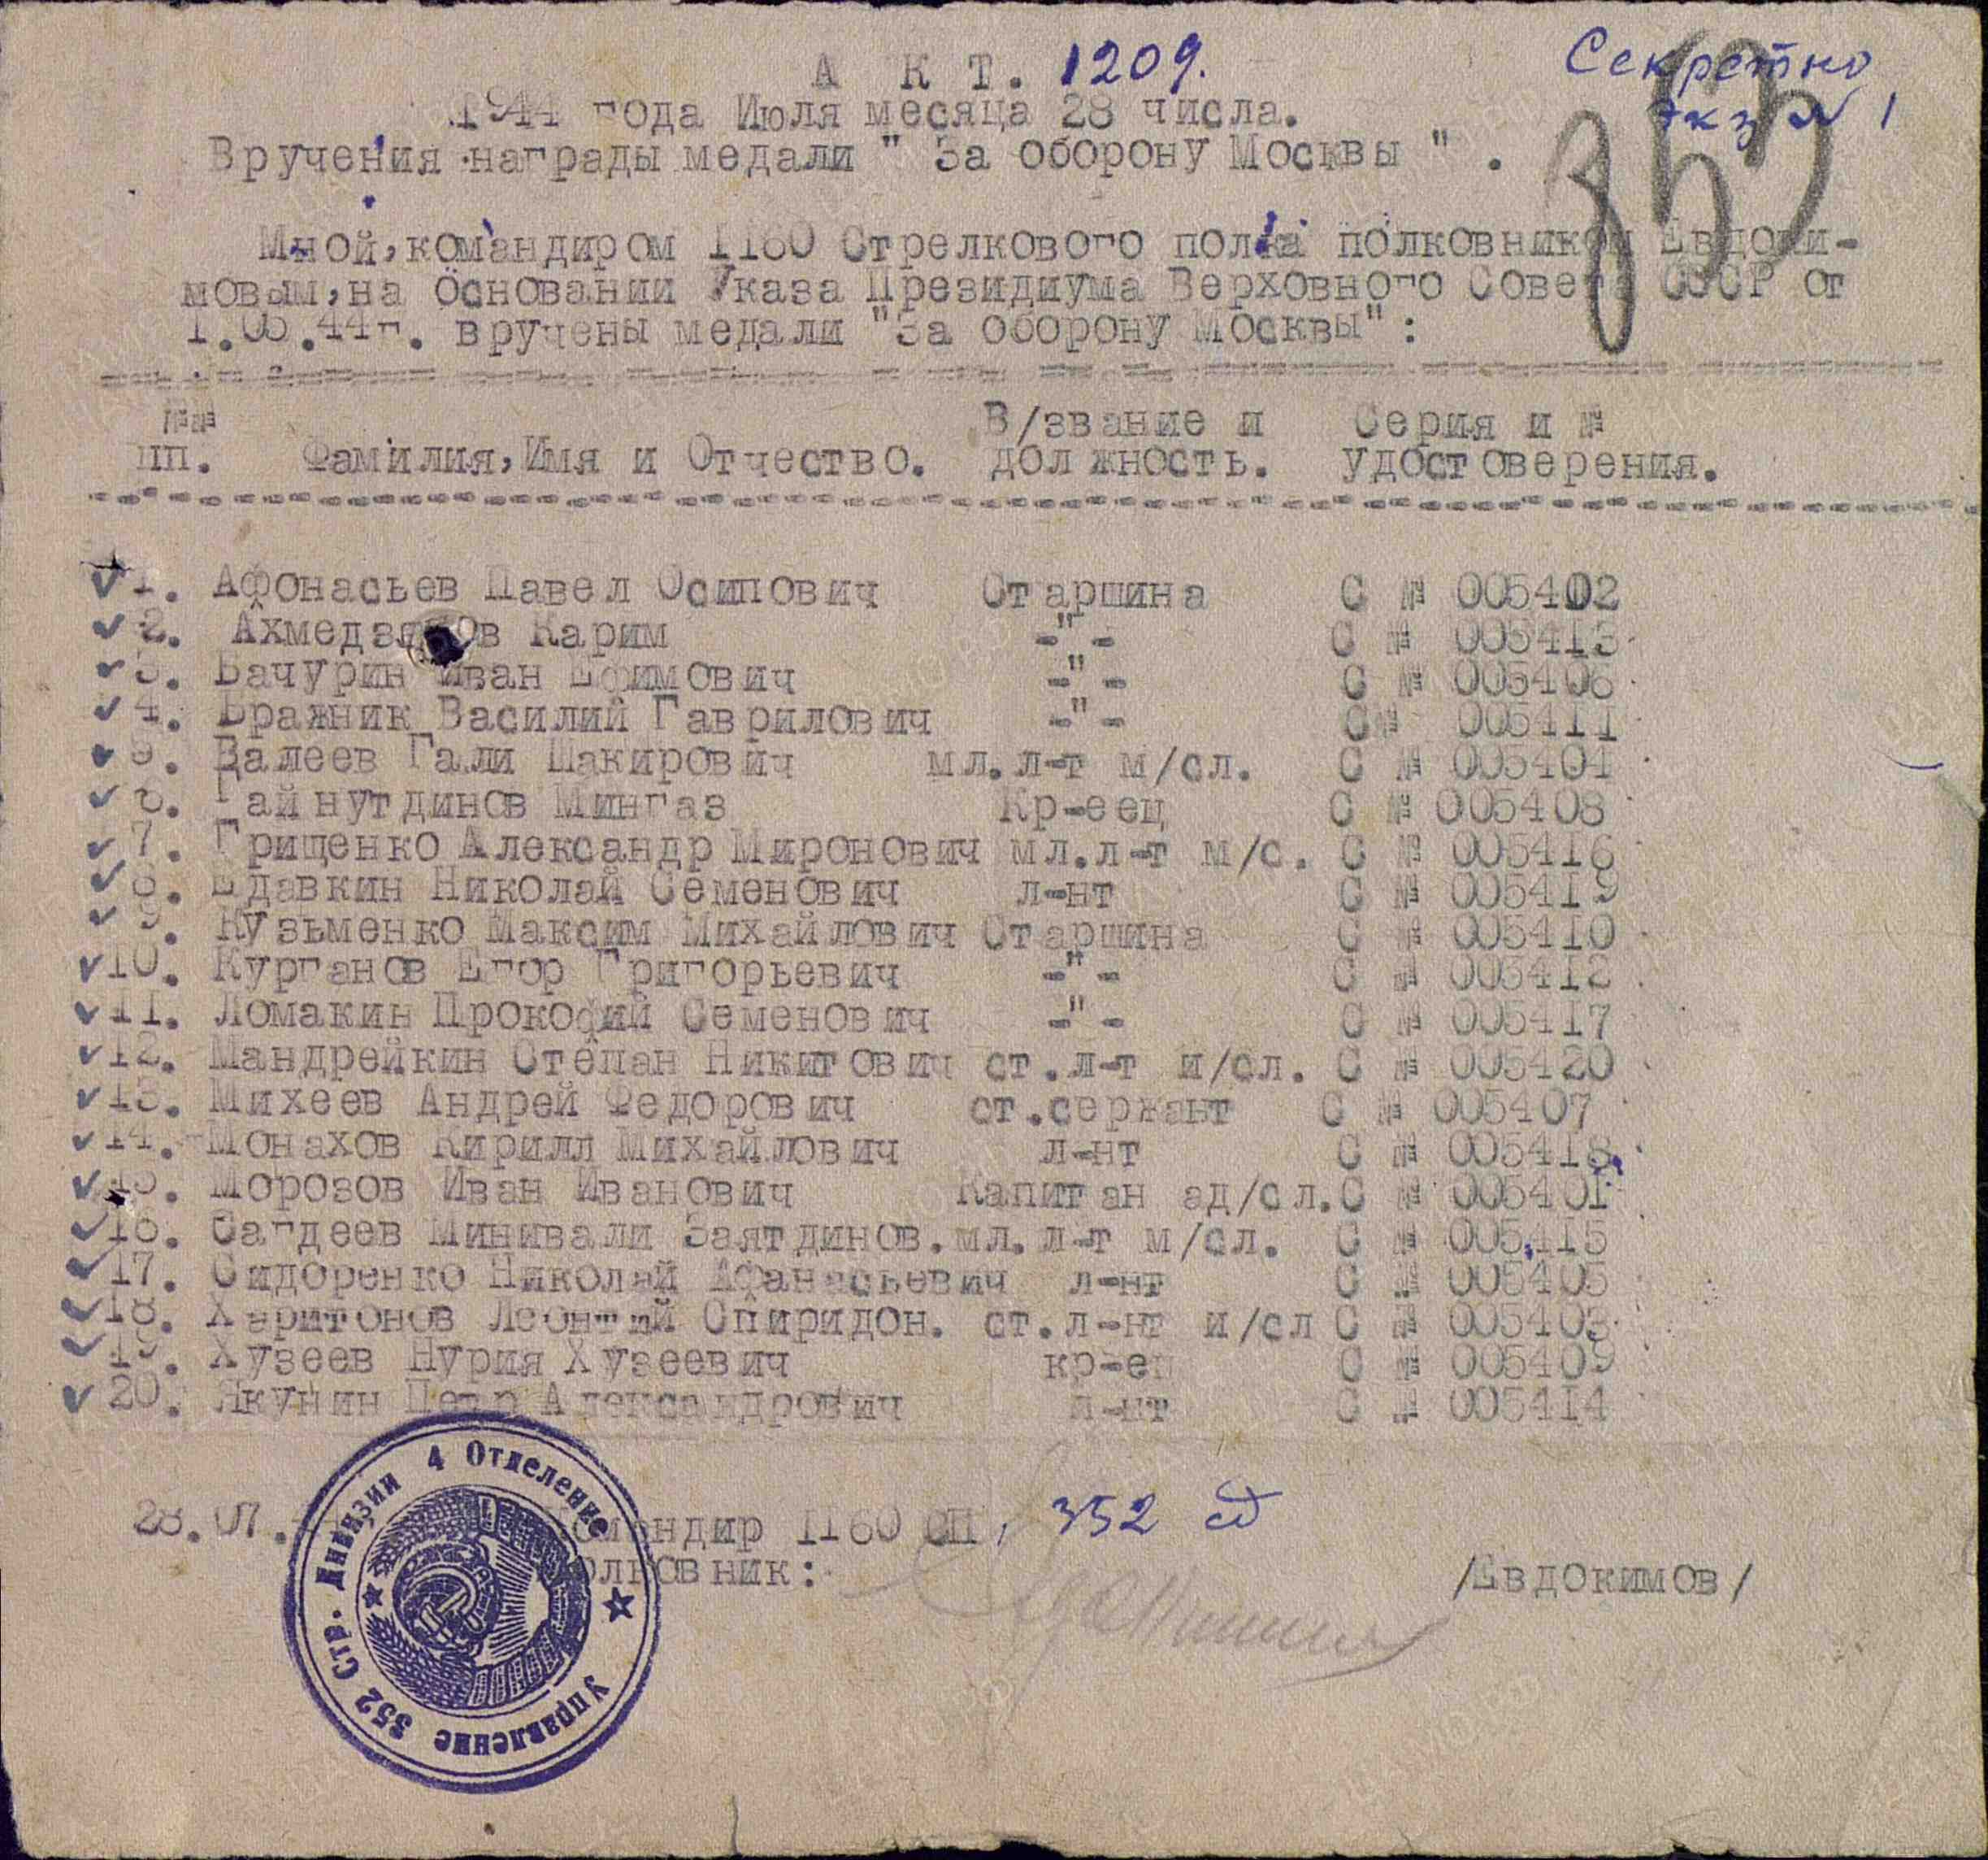 А К Т. 1209.
Секретно
экз № 1
353
1944 года Июля месяца 28 числа.
Вручения награды медали " За оборону Москвы " .
Мной, командиром 1160 Стрелкового полка полковником Евдоки-
мовым, на основании Указа Президиума Верховного Совета СССР от
1.05.44г. вручены медали "За оборону Москвы" :
№№ пп. Фамилия, Имя и Отчество. В/звание и должность. Серия и № удостоверения.
1. Афонасьев Павел Осипович Старшина С № 005402
2. Карим -"- С № 005413
3. Бачурин Иван Ефимович -"- С № 005406
4. Бражник Василий Гаврилович -"- С № 005411
5. Валеев Гали Шакирович мл.л-т м/сл. С № 005404
6. Гайнутдинов Мингаз Кр-еец С № 005408
7. Грищенко Александр Миронович мл.л-т м/с. С № 005416
8. Едавкин Николай Семенович л-нт С № 005419
9. Кузьменко Максим Михайлович Старшина С № 005410
10. Курганов Егор Григорьевич -"- С № 005412
11. Ломакин Прокофий Семенович -"- С № 005417
12. Мандрейкин Степан Никитович ст.л-т и/сл. С № 005420
13. Михеев Андрей Федорович ст.сержант С № 005407
14. Монахов Кирилл Михайлович л-нт С № 005418
15. Морозов Иван Иванович Капитан ад/сл. С № 005401
16. Сагдеев Минивали Заятдинов. мл.л-т м/сл. С № 005415
17. Сидоренко Николай Афанасьевич л-нт С № 005405
18. Харитонов Леонтий Спиридон. ст.л-нт и/сл С № 005403
19. Хузеев Нурия Хузеевич кр-ец С № 005409
20. Якунин Петр Александрович л-нт С № 005414
28.07. Командир 1160 СП, 352 сд
Полковник: /Евдокимов/
Управление 352 Стр. Дивизии 4 Отделение